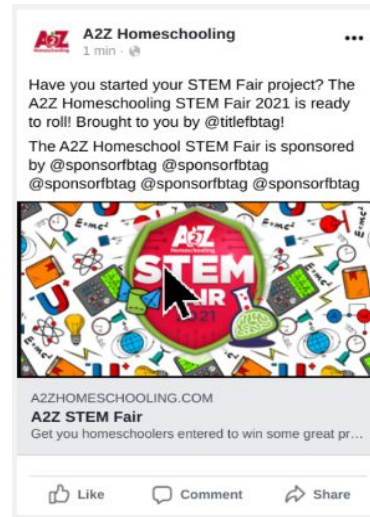 A2Z Homeschooling
1 min
Have you started your STEM Fair project? The
A2Z Homeschooling STEM Fair 2021 is ready
to roll! Brought to you by @titlefbtag!
The A2Z Homeschool STEM Fair is sponsored
by @sponsorfbtag @sponsorfbtag
@sponsorfbtag @sponsorfbtag @sponsorfbtag
A2Z
Homeschooling
STEM
A2ZHOMESCHOOLING.COM
A2Z STEM Fair
Get you homeschoolers entered to win some great pr...
Like
Comment
Share